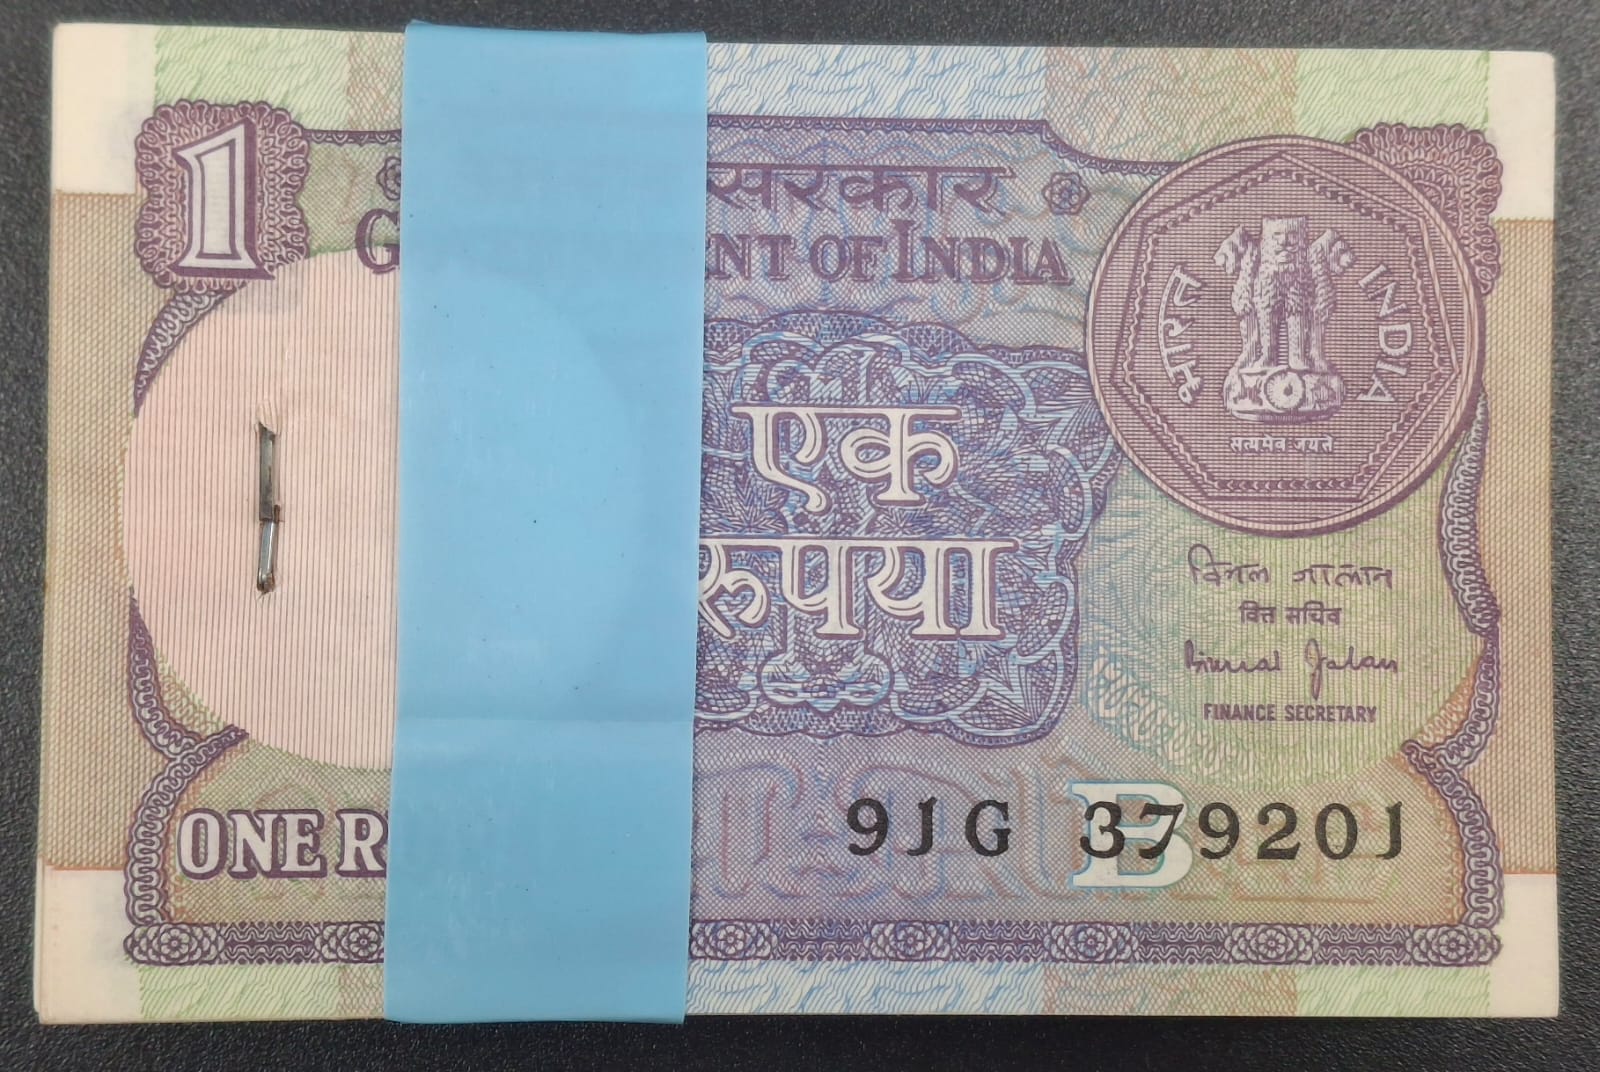 1
सरकार
G NT OF INDIA
भारत INDIA
सत्यमेव जयते
एक
रुपया
विमल जालान
वित्त सचिव
Bimal Jalan
FINANCE SECRETARY
ONE R
B
91G 379201